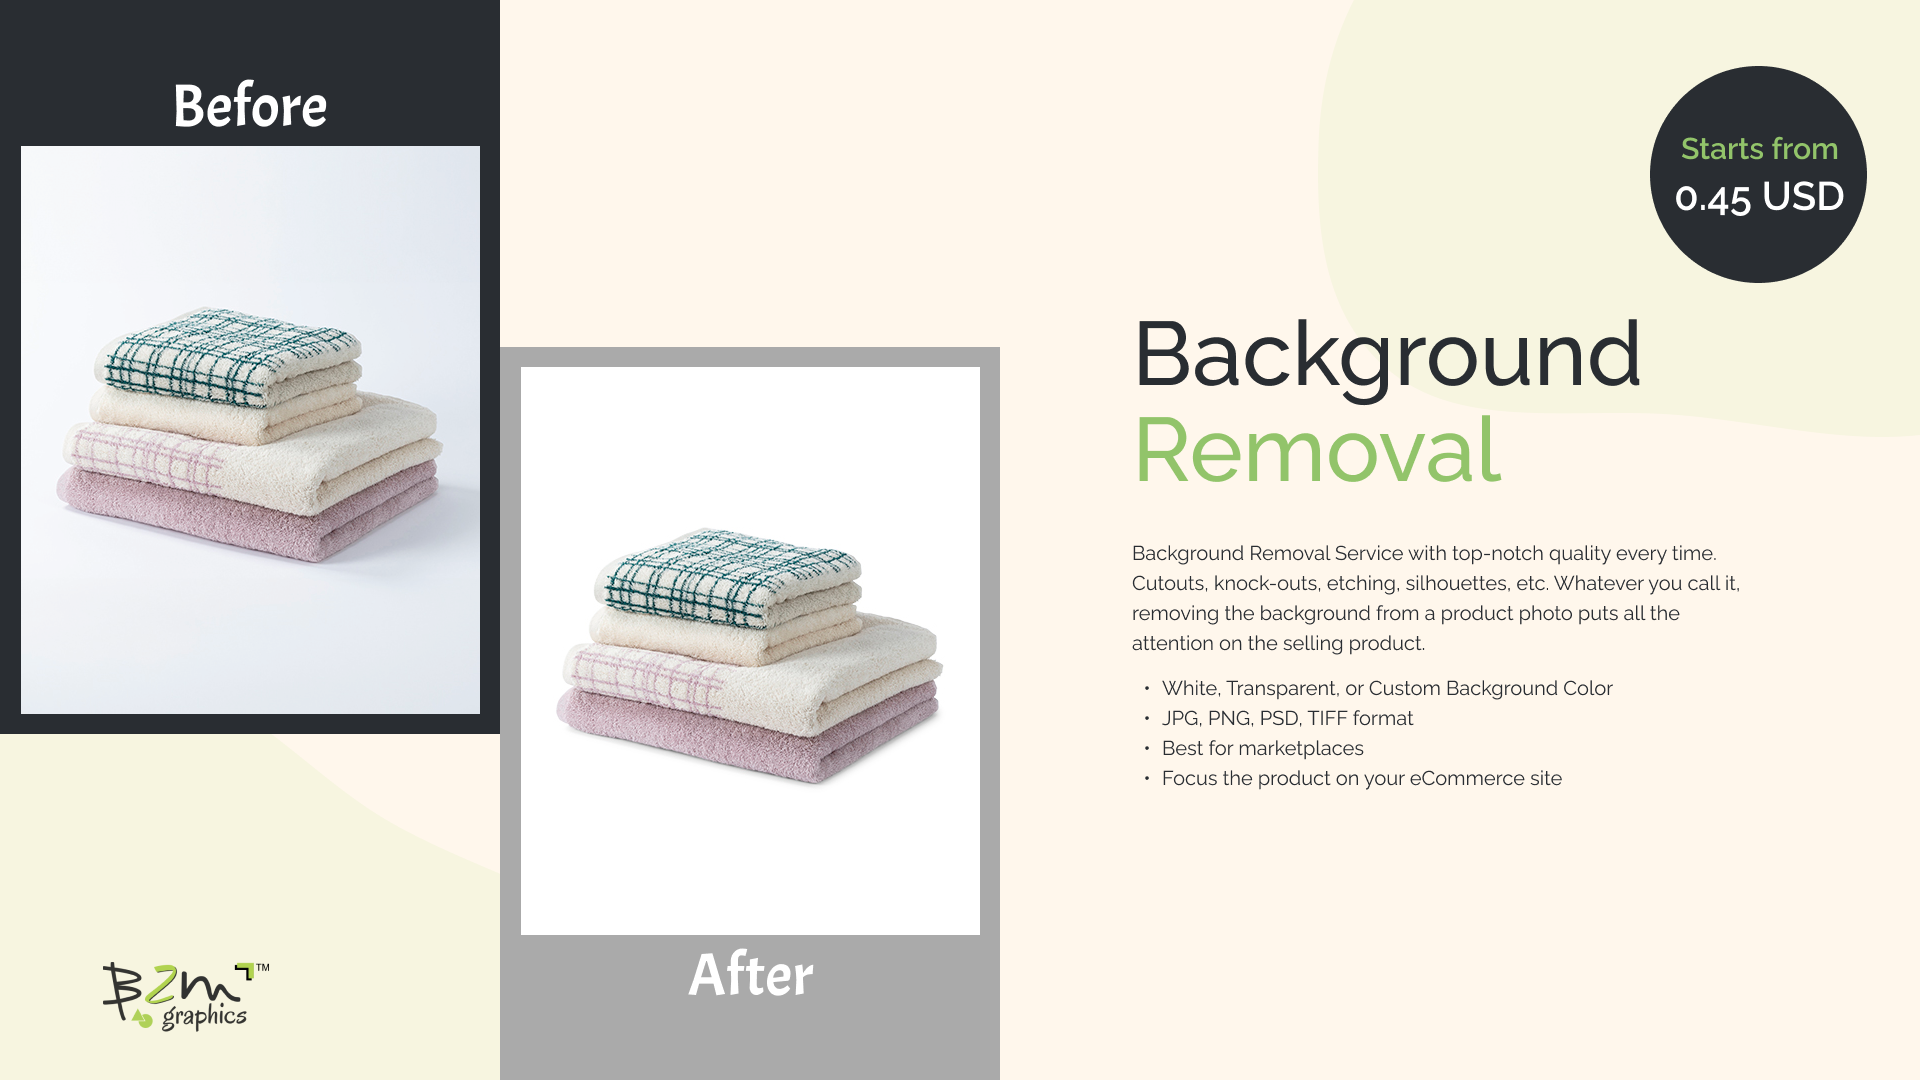 Before
Starts from
0.45 USD
Background
Removal
Background Removal Service with top-notch quality every time.
Cutouts, knock-outs, etching, silhouettes, etc. Whatever you call it,
removing the background from a product photo puts all the
attention on the selling product.
• White, Transparent, or Custom Background Color
• JPG, PNG, PSD, TIFF format
• Best for marketplaces
• Focus the product on your eCommerce site
After
B2m™
graphics